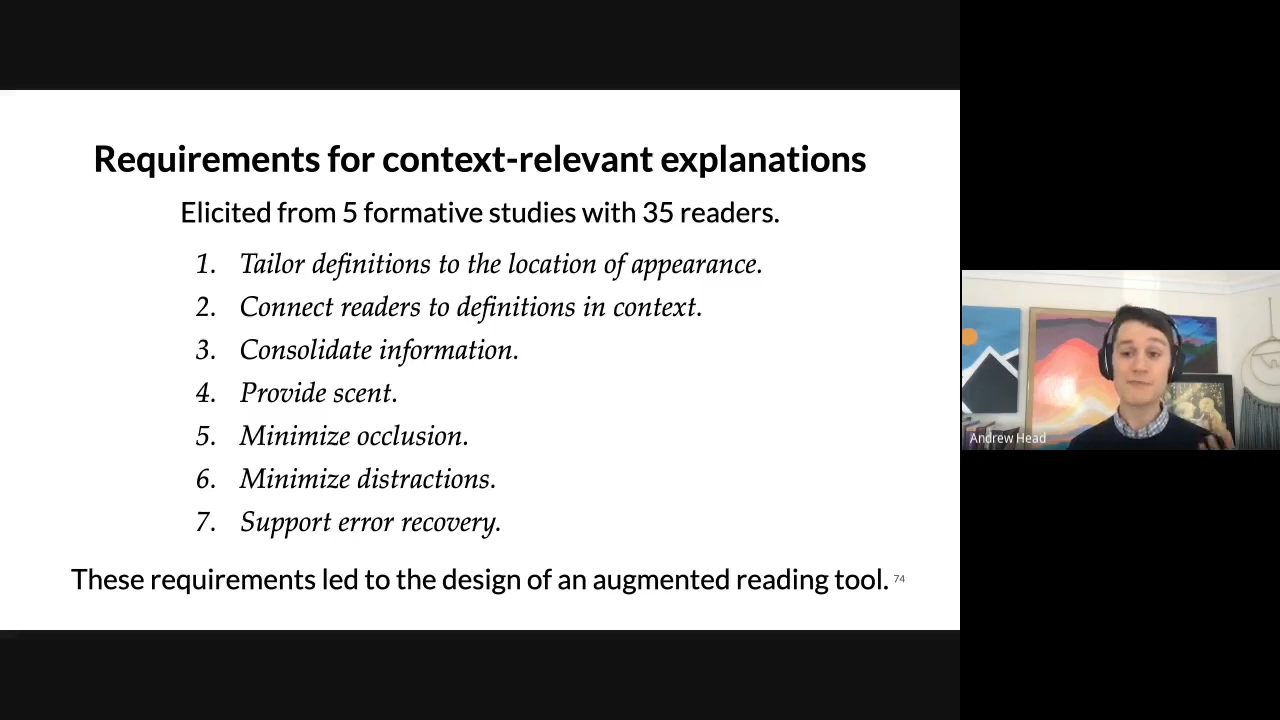 Requirements for context-relevant explanations
Elicited from 5 formative studies with 35 readers.
1. Tailor definitions to the location of appearance.
2. Connect readers to definitions in context.
3. Consolidate information.
4. Provide scent.
5. Minimize occlusion.
6. Minimize distractions.
7. Support error recovery.
These requirements led to the design of an augmented reading tool. 74
Andrew Head